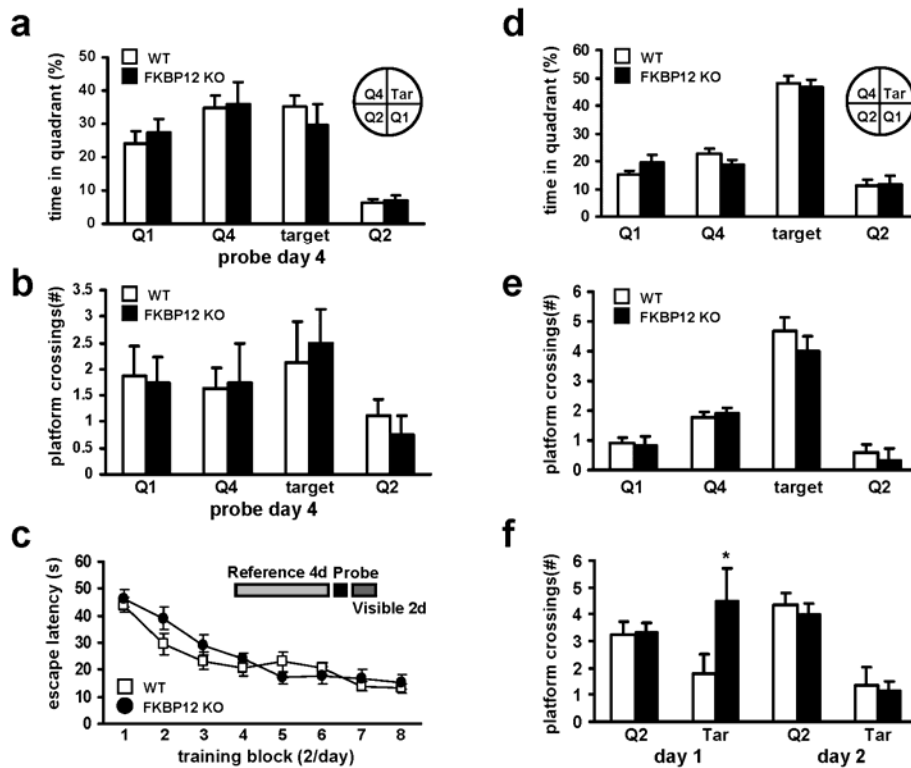 a
time in quadrant (%)
50
40
30
20
10
0
WT
FKBP12 KO
Q4 Tar
Q2 Q1
Q1 Q4 target Q2
probe day 4
b
platform crossings(#)
3.5
3
2.5
2
1.5
1
0.5
0
WT
FKBP12 KO
Q1 Q4 target Q2
probe day 4
c
escape latency (s)
60
50
40
30
20
10
0
Reference 4d Probe
Visible 2d
WT
FKBP12 KO
1 2 3 4 5 6 7 8
training block (2/day)
d
time in quadrant (%)
60
50
40
30
20
10
0
WT
FKBP12 KO
Q4 Tar
Q2 Q1
Q1 Q4 target Q2
e
platform crossings(#)
6
5
4
3
2
1
0
WT
FKBP12 KO
Q1 Q4 target Q2
f
platform crossings(#)
6
5
4
3
2
1
0
*
Q2 Tar Q2 Tar
day 1 day 2